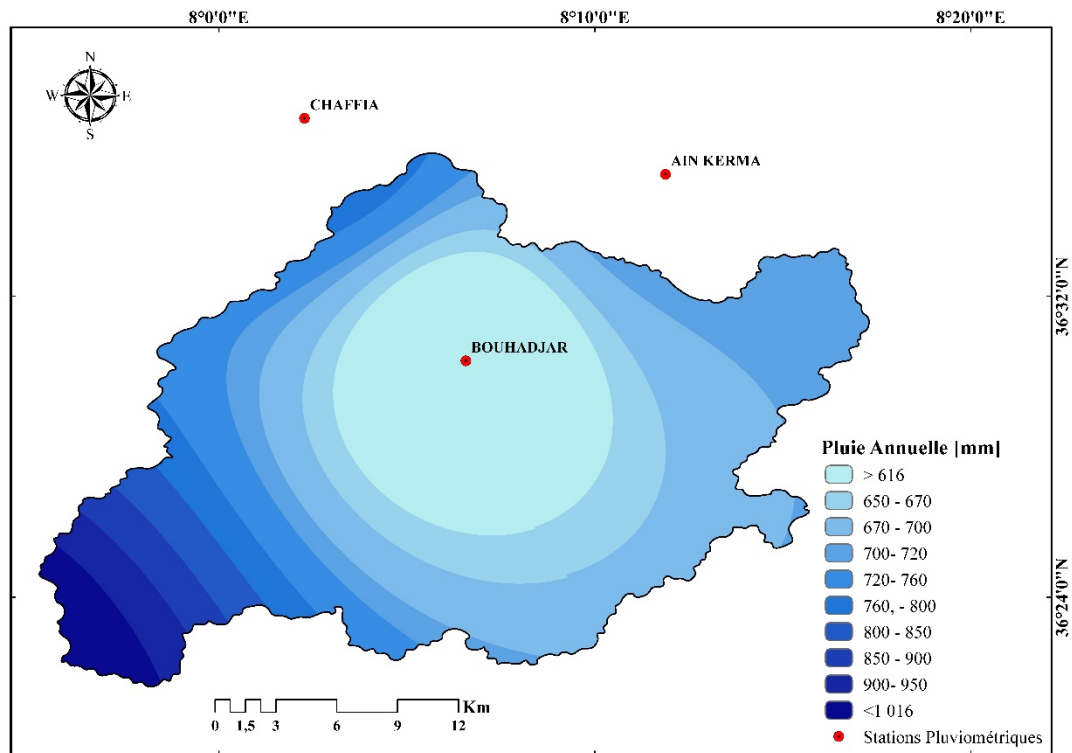 8°0'0"E
8°10'0"E
8°20'0"E
N
W
E
S
CHAFFIA
AIN KERMA
BOUHADJAR
36°32'0"N
36°24'0"N
Pluie Annuelle |mm|
> 616
650 - 670
670 - 700
700- 720
720- 760
760, - 800
800 - 850
850 - 900
900- 950
<1 016
Stations Pluviométriques
Km
0 1,5 3 6 9 12